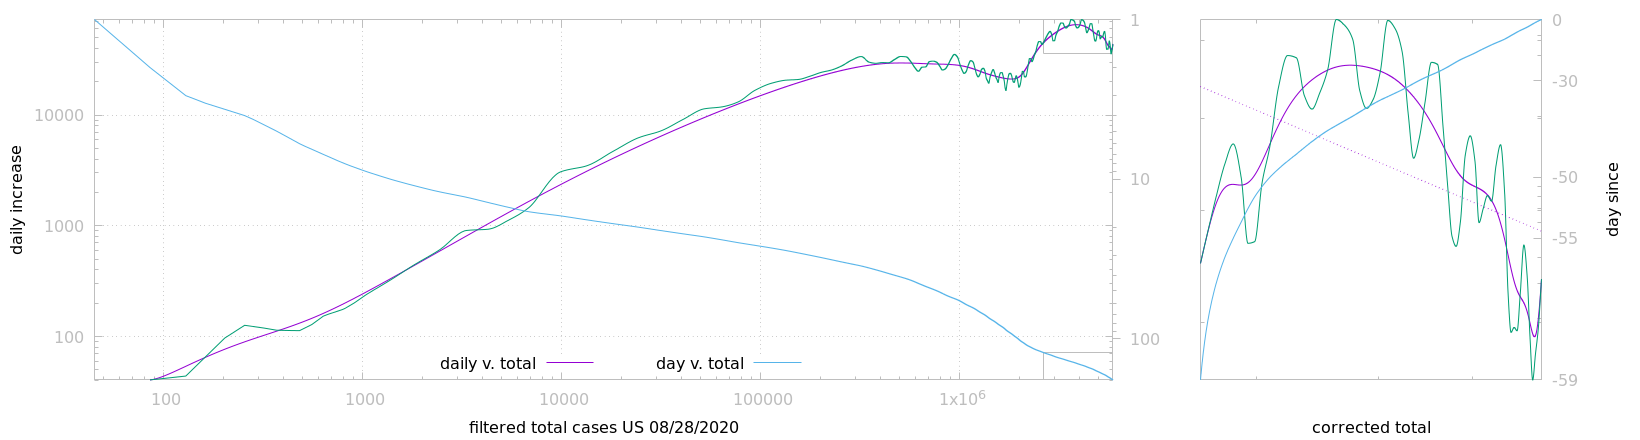 daily increase
10000
1000
100
100
1000
10000
100000
1x10⁶
1
10
100
daily v. total
day v. total
filtered total cases US 08/28/2020
0
-30
-50
-55
-59
day since
corrected total